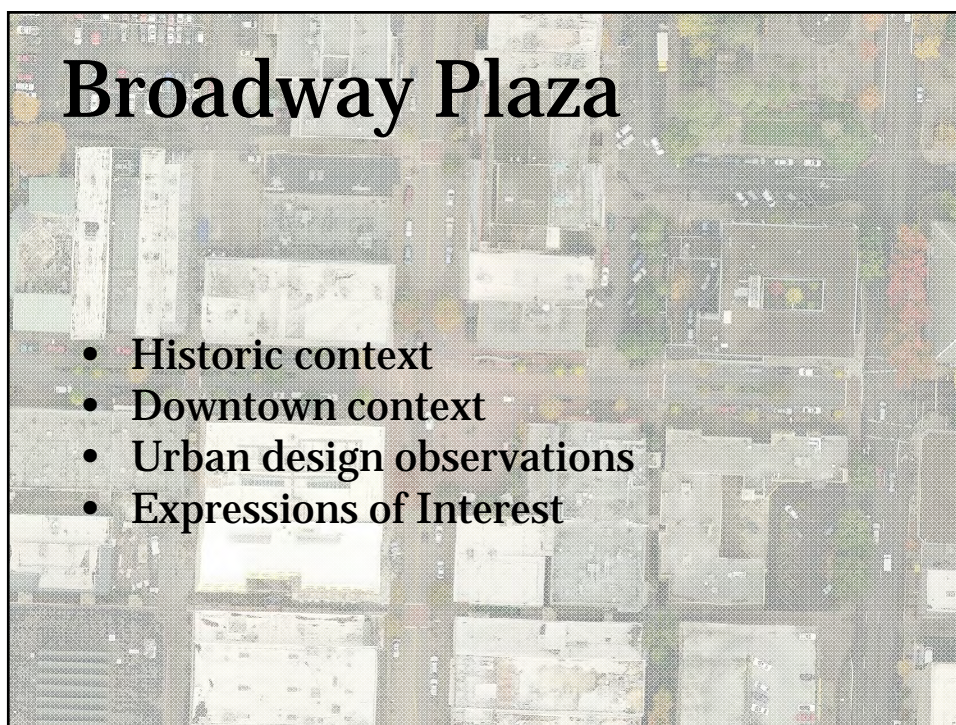 Broadway Plaza
• Historic context
• Downtown context
• Urban design observations
• Expressions of Interest